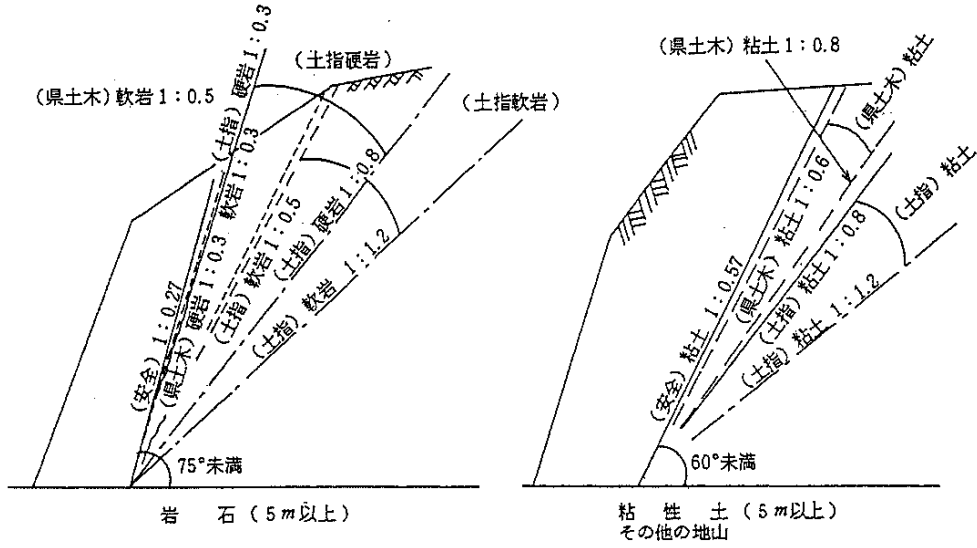 (土指硬岩)
(県土木) 軟岩 1:0.5
(土指) 硬岩 1:0.3
(土指軟岩)
(安全) 1:0.27
(県土木) 硬岩 1:0.3 軟岩 1:0.3
(土指) 軟岩 1:0.5
(土指) 硬岩 1:0.8
(土指) 軟岩 1:1.2
75°未満
岩 石 (5m以上)
(県土木) 粘土 1:0.8
(県土木) 粘土
(土指) 粘土
(安全) 粘土 1:0.57
(県土木) 粘土 1:0.6
(土指) 粘土 1:0.8
(土指) 粘土 1:1.2
60°未満
粘 性 土 (5m以上)
その他の地山